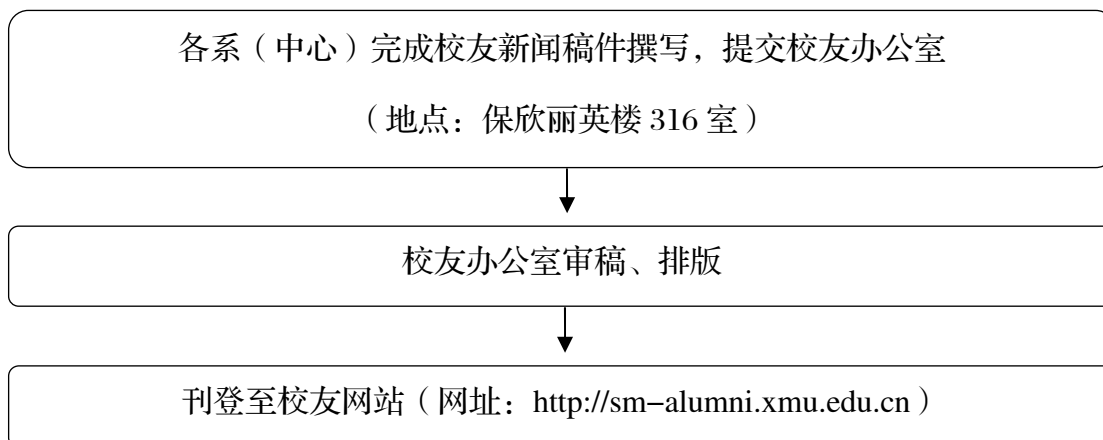 各系（中心）完成校友新闻稿件撰写，提交校友办公室
（地点：保欣丽英楼 316 室）
校友办公室审稿、排版
刊登至校友网站（网址：http://sm–alumni.xmu.edu.cn）